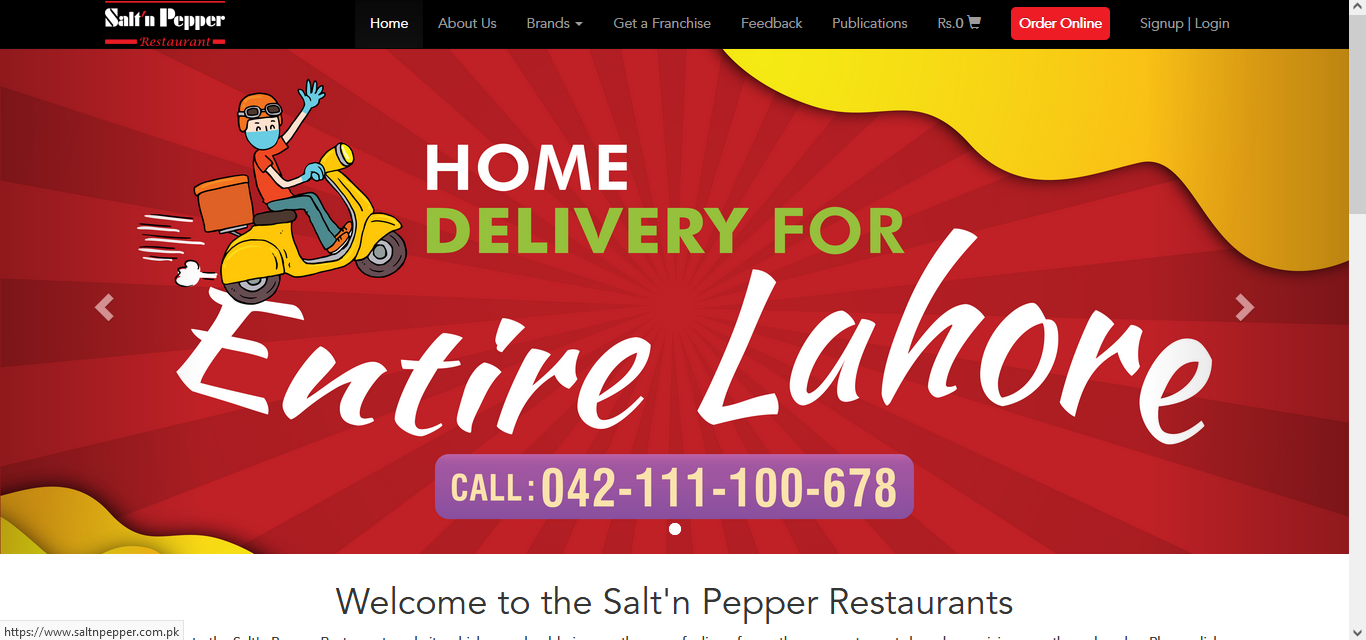 Salt'n Pepper
Restaurant
Home About Us Brands Get a Franchise Feedback Publications Rs.0 Order Online Signup | Login
HOME
DELIVERY FOR
Entire Lahore
CALL : 042-111-100-678
Welcome to the Salt'n Pepper Restaurants
https://www.saltnpepper.com.pk